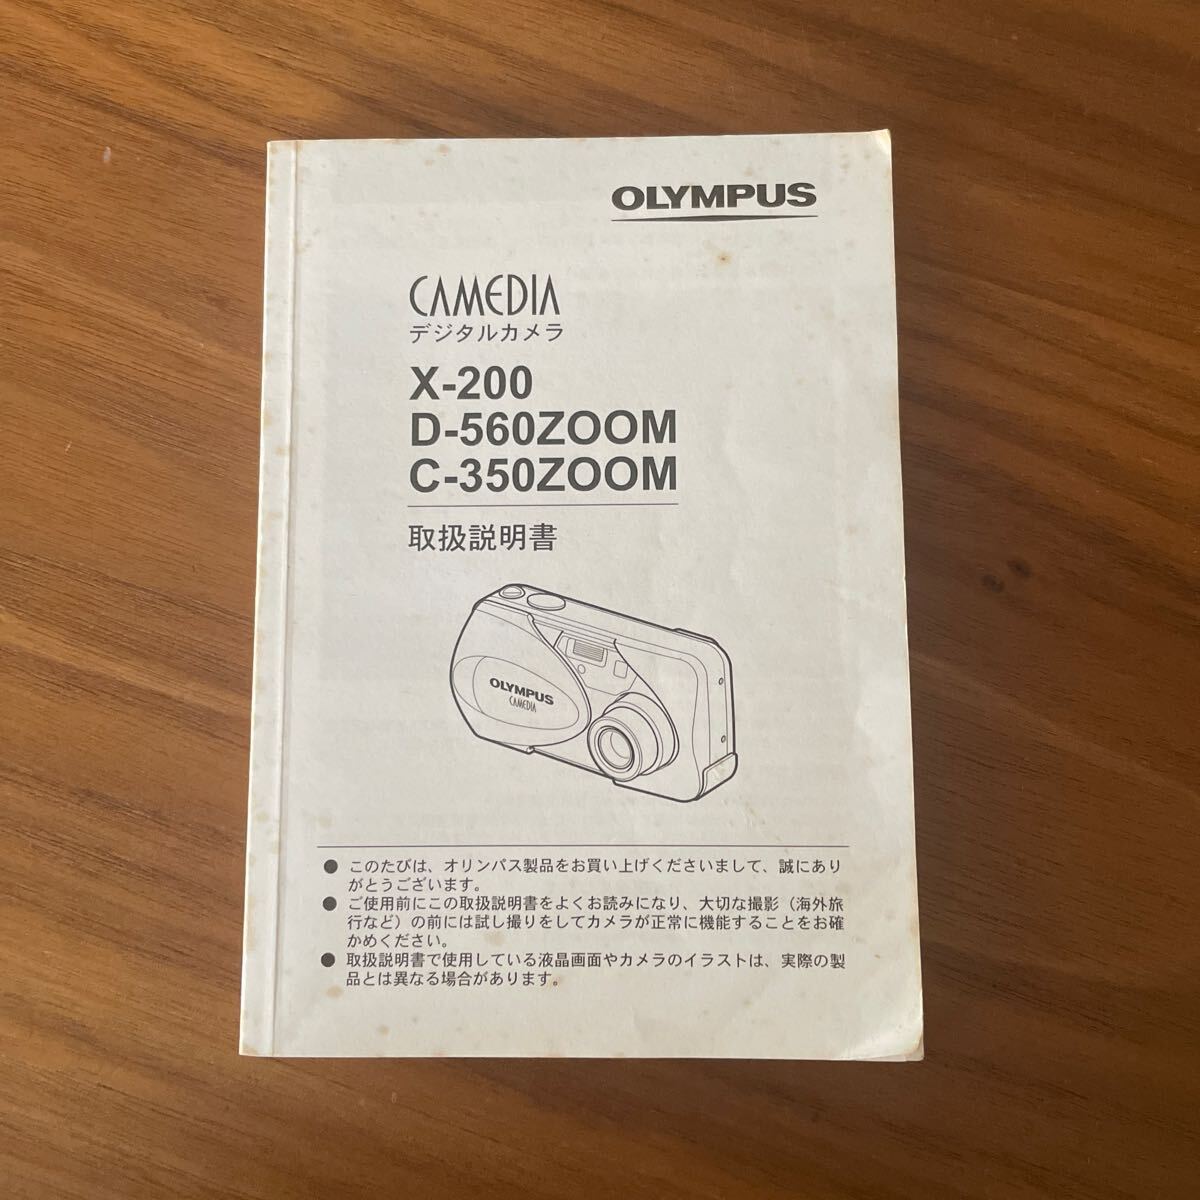 OLYMPUS
CAMEDIA
デジタルカメラ
X-200
D-560ZOOM
C-350ZOOM
取扱説明書
OLYMPUS
CAMEDIA
● このたびは、オリンパス製品をお買い上げくださいまして、誠にあり
がとうございます。
● ご使用前にこの取扱説明書をよくお読みになり、大切な撮影（海外旅
行など）の前には試し撮りをしてカメラが正常に機能することをお確
かめください。
● 取扱説明書で使用している液晶画面やカメラのイラストは、実際の製
品とは異なる場合があります。